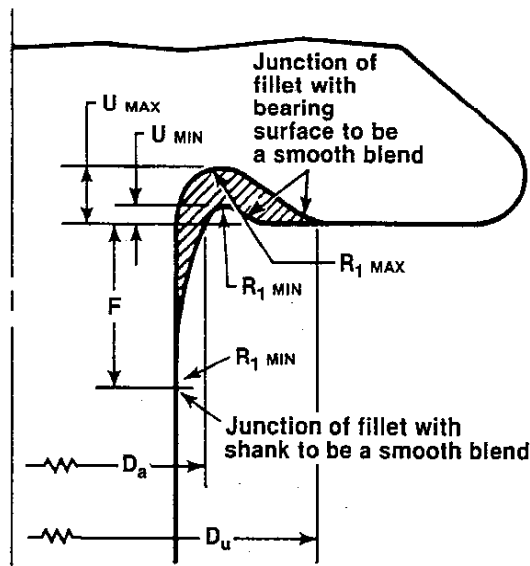 Junction of
fillet with
bearing
surface to be
a smooth blend
U MAX
U MIN
R1 MAX
R1 MIN
F
R1 MIN
Junction of fillet with
shank to be a smooth blend
Da
Du